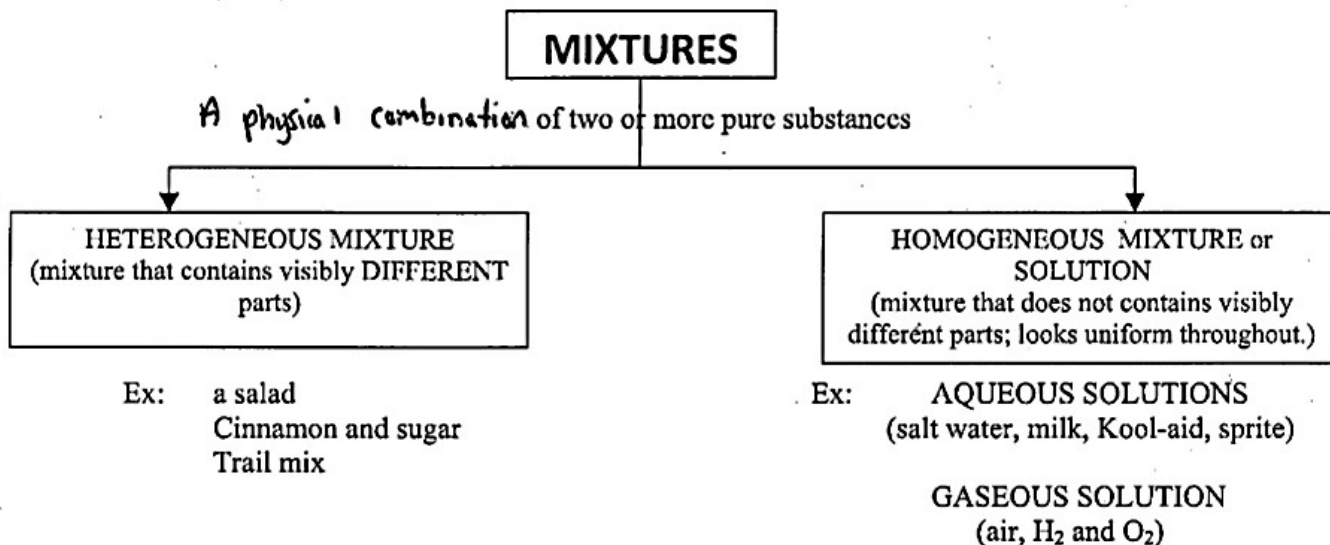 MIXTURES
A physical combination of two or more pure substances
HETEROGENEOUS MIXTURE
(mixture that contains visibly DIFFERENT
parts)
HOMOGENEOUS MIXTURE or
SOLUTION
(mixture that does not contains visibly
different parts; looks uniform throughout.)
Ex: a salad
Cinnamon and sugar
Trail mix
Ex: AQUEOUS SOLUTIONS
(salt water, milk, Kool-aid, sprite)
GASEOUS SOLUTION
(air, H₂ and O₂)